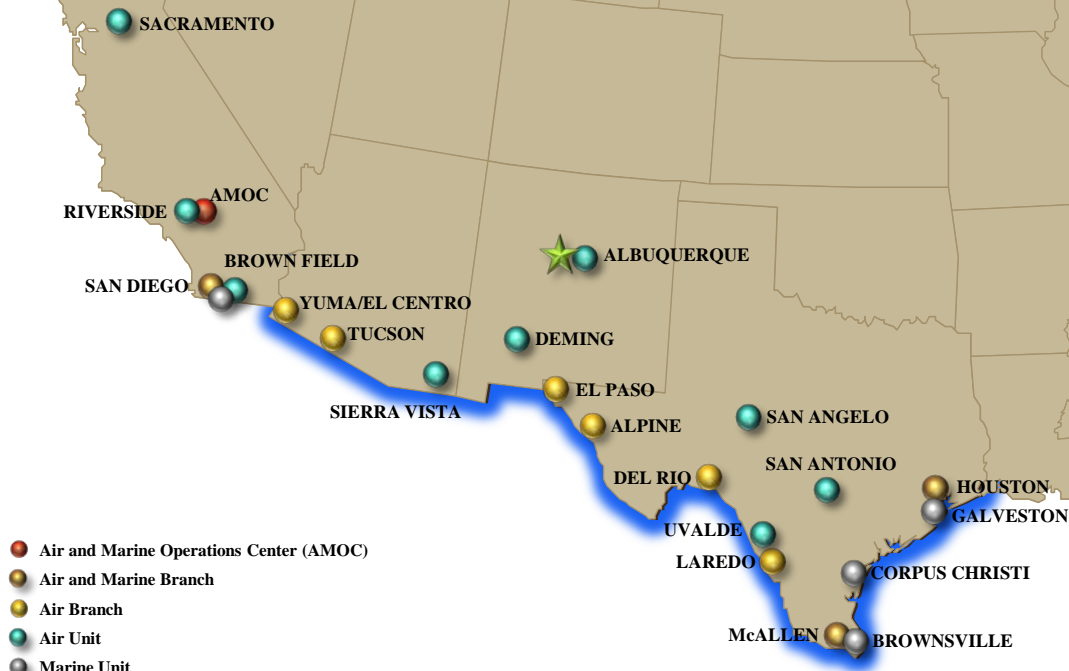 SACRAMENTO
AMOC
RIVERSIDE
ALBUQUERQUE
BROWN FIELD
SAN DIEGO
YUMA/EL CENTRO
TUCSON
DEMING
SIERRA VISTA
EL PASO
ALPINE
SAN ANGELO
SAN ANTONIO
DEL RIO
HOUSTON
GALVESTON
UVALDE
LAREDO
CORPUS CHRISTI
McALLEN
BROWNSVILLE
Air and Marine Operations Center (AMOC)
Air and Marine Branch
Air Branch
Air Unit
Marine Unit